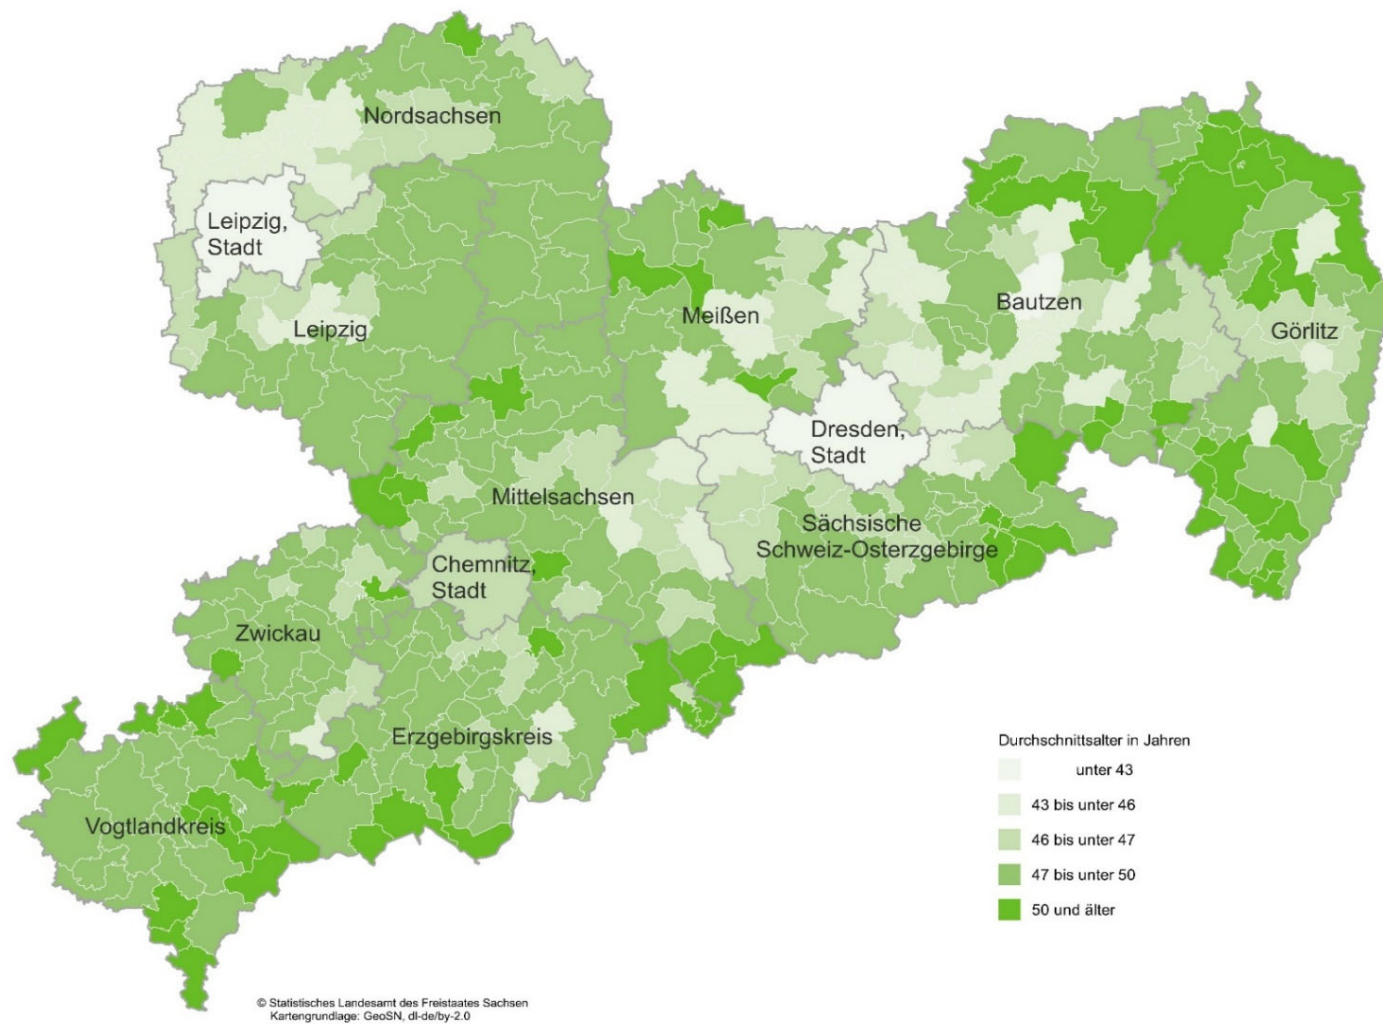 Nordsachsen
Leipzig,
Stadt
Leipzig
Meißen
Bautzen
Görlitz
Dresden,
Stadt
Mittelsachsen
Sächsische
Schweiz-Osterzgebirge
Chemnitz,
Stadt
Zwickau
Erzgebirgskreis
Vogtlandkreis
Durchschnittsalter in Jahren
unter 43
43 bis unter 46
46 bis unter 47
47 bis unter 50
50 und älter
© Statistisches Landesamt des Freistaates Sachsen
Kartengrundlage: GeoSN, dl-de/by-2.0